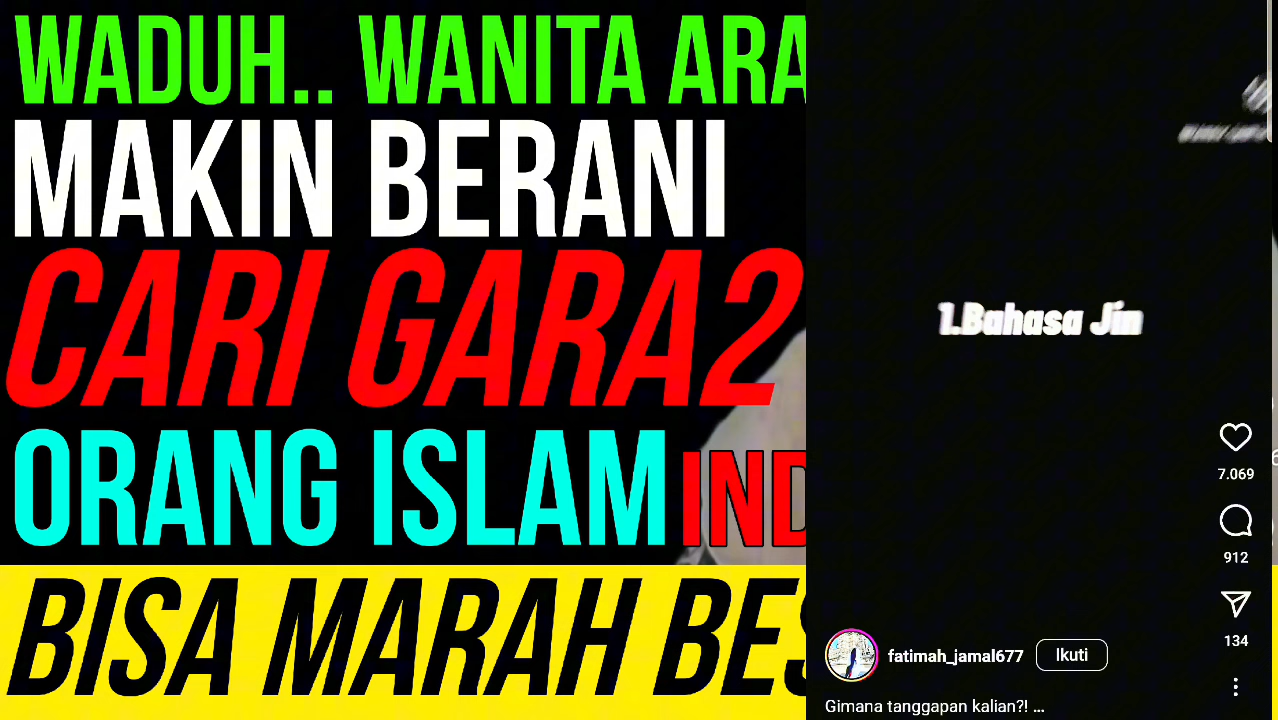 WADUH.. WANITA ARA
MAKIN BERANI
CARI GARA2
ORANG ISLAM IND
BISA MARAH BES
1.Bahasa Jin
7.069
912
134
fatimah_jamal677 Ikuti
Gimana tanggapan kalian?! ...